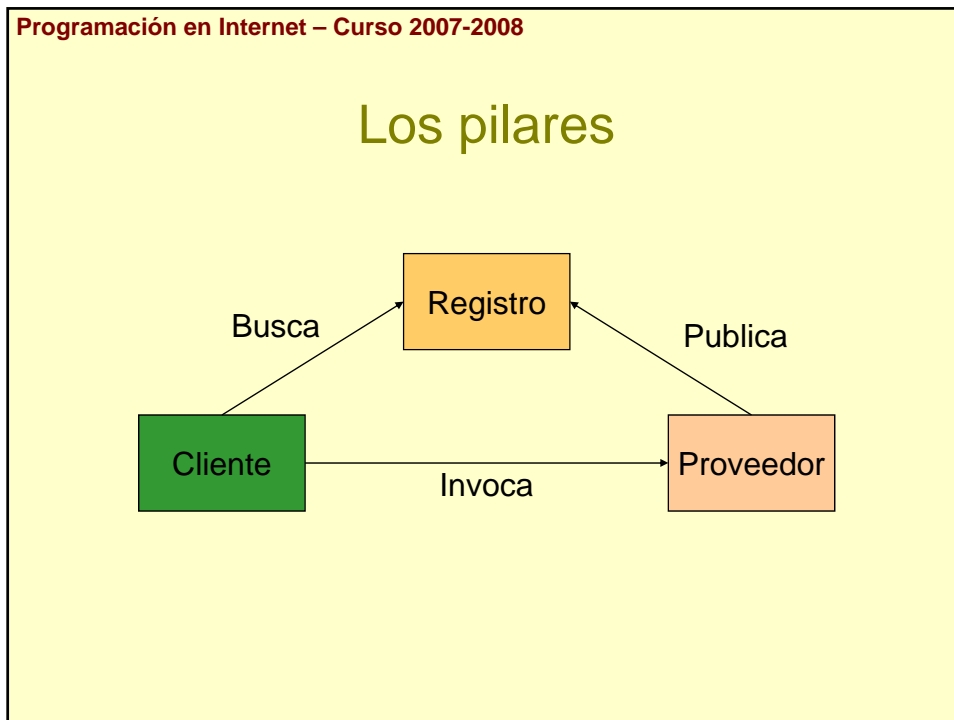 Programación en Internet – Curso 2007-2008
Los pilares
Registro
Busca
Publica
Cliente
Proveedor
Invoca